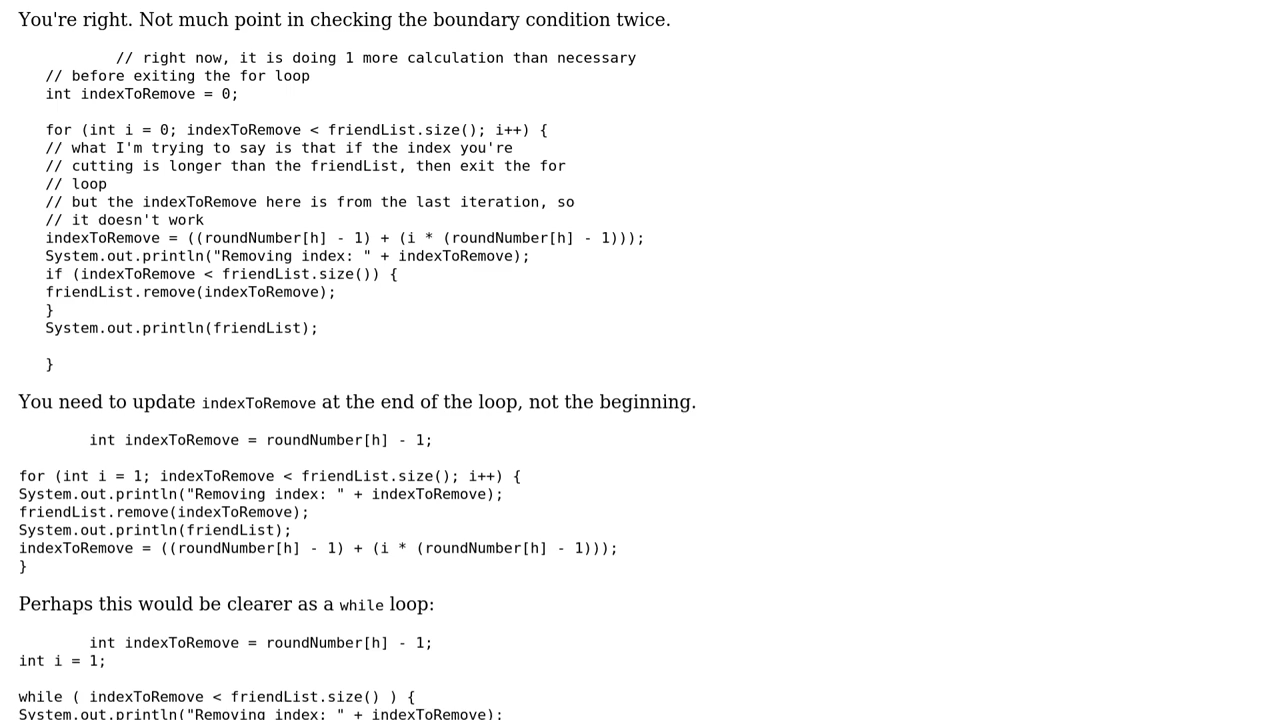 You're right. Not much point in checking the boundary condition twice.
// right now, it is doing 1 more calculation than necessary
// before exiting the for loop
int indexToRemove = 0;
for (int i = 0; indexToRemove < friendList.size(); i++) {
// what I'm trying to say is that if the index you're
// cutting is longer than the friendList, then exit the for
// loop
// but the indexToRemove here is from the last iteration, so
// it doesn't work
indexToRemove = ((roundNumber[h] - 1) + (i * (roundNumber[h] - 1)));
System.out.println("Removing index: " + indexToRemove);
if (indexToRemove < friendList.size()) {
friendList.remove(indexToRemove);
}
System.out.println(friendList);
}
You need to update indexToRemove at the end of the loop, not the beginning.
int indexToRemove = roundNumber[h] - 1;
for (int i = 1; indexToRemove < friendList.size(); i++) {
System.out.println("Removing index: " + indexToRemove);
friendList.remove(indexToRemove);
System.out.println(friendList);
indexToRemove = ((roundNumber[h] - 1) + (i * (roundNumber[h] - 1)));
}
Perhaps this would be clearer as a while loop:
int indexToRemove = roundNumber[h] - 1;
int i = 1;
while ( indexToRemove < friendList.size() ) {
System.out.println("Removing index: " + indexToRemove);